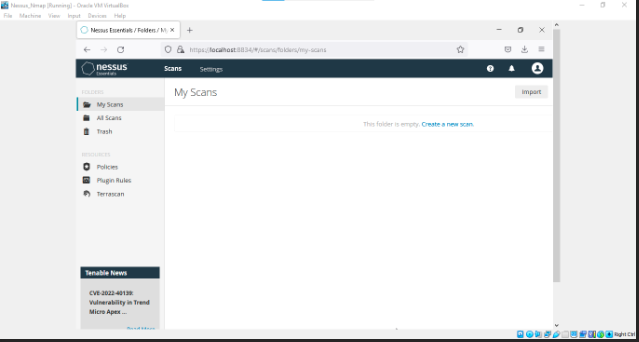 Nessus_Nmap [Running] - Oracle VM VirtualBox
File Machine View Input Devices Help
Nessus Essentials / Folders / My
https://localhost:8834/#/scans/folders/my-scans
nessus
Essentials
Scans
Settings
FOLDERS
My Scans
All Scans
Trash
RESOURCES
Policies
Plugin Rules
Terrascan
My Scans
Import
This folder is empty. Create a new scan.
Tenable News
CVE-2022-40139:
Vulnerability in Trend
Micro Apex ...
Read More
Right Ctrl